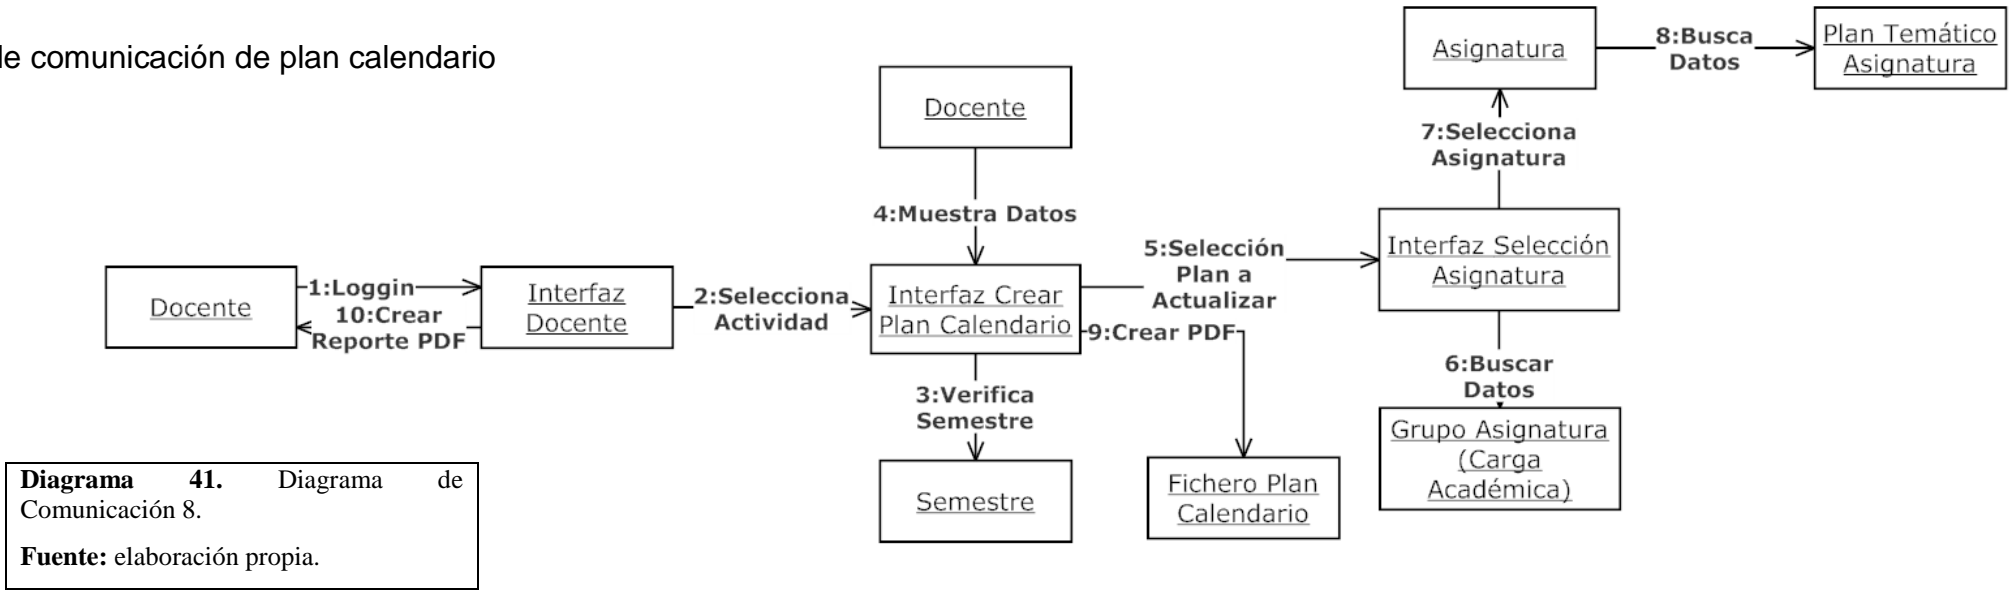 de comunicación de plan calendario
Docente
1:Loggin
10:Crear
Reporte PDF
Interfaz
Docente
2:Selecciona
Actividad
Docente
4:Muestra Datos
Interfaz Crear
Plan Calendario
3:Verifica
Semestre
Semestre
5:Selección
Plan a
Actualizar
9:Crear PDF
Fichero Plan
Calendario
Asignatura
8:Busca
Datos
Plan Temático
Asignatura
7:Selecciona
Asignatura
Interfaz Selección
Asignatura
6:Buscar
Datos
Grupo Asignatura
(Carga
Académica)
Diagrama 41. Diagrama de
Comunicación 8.
Fuente: elaboración propia.